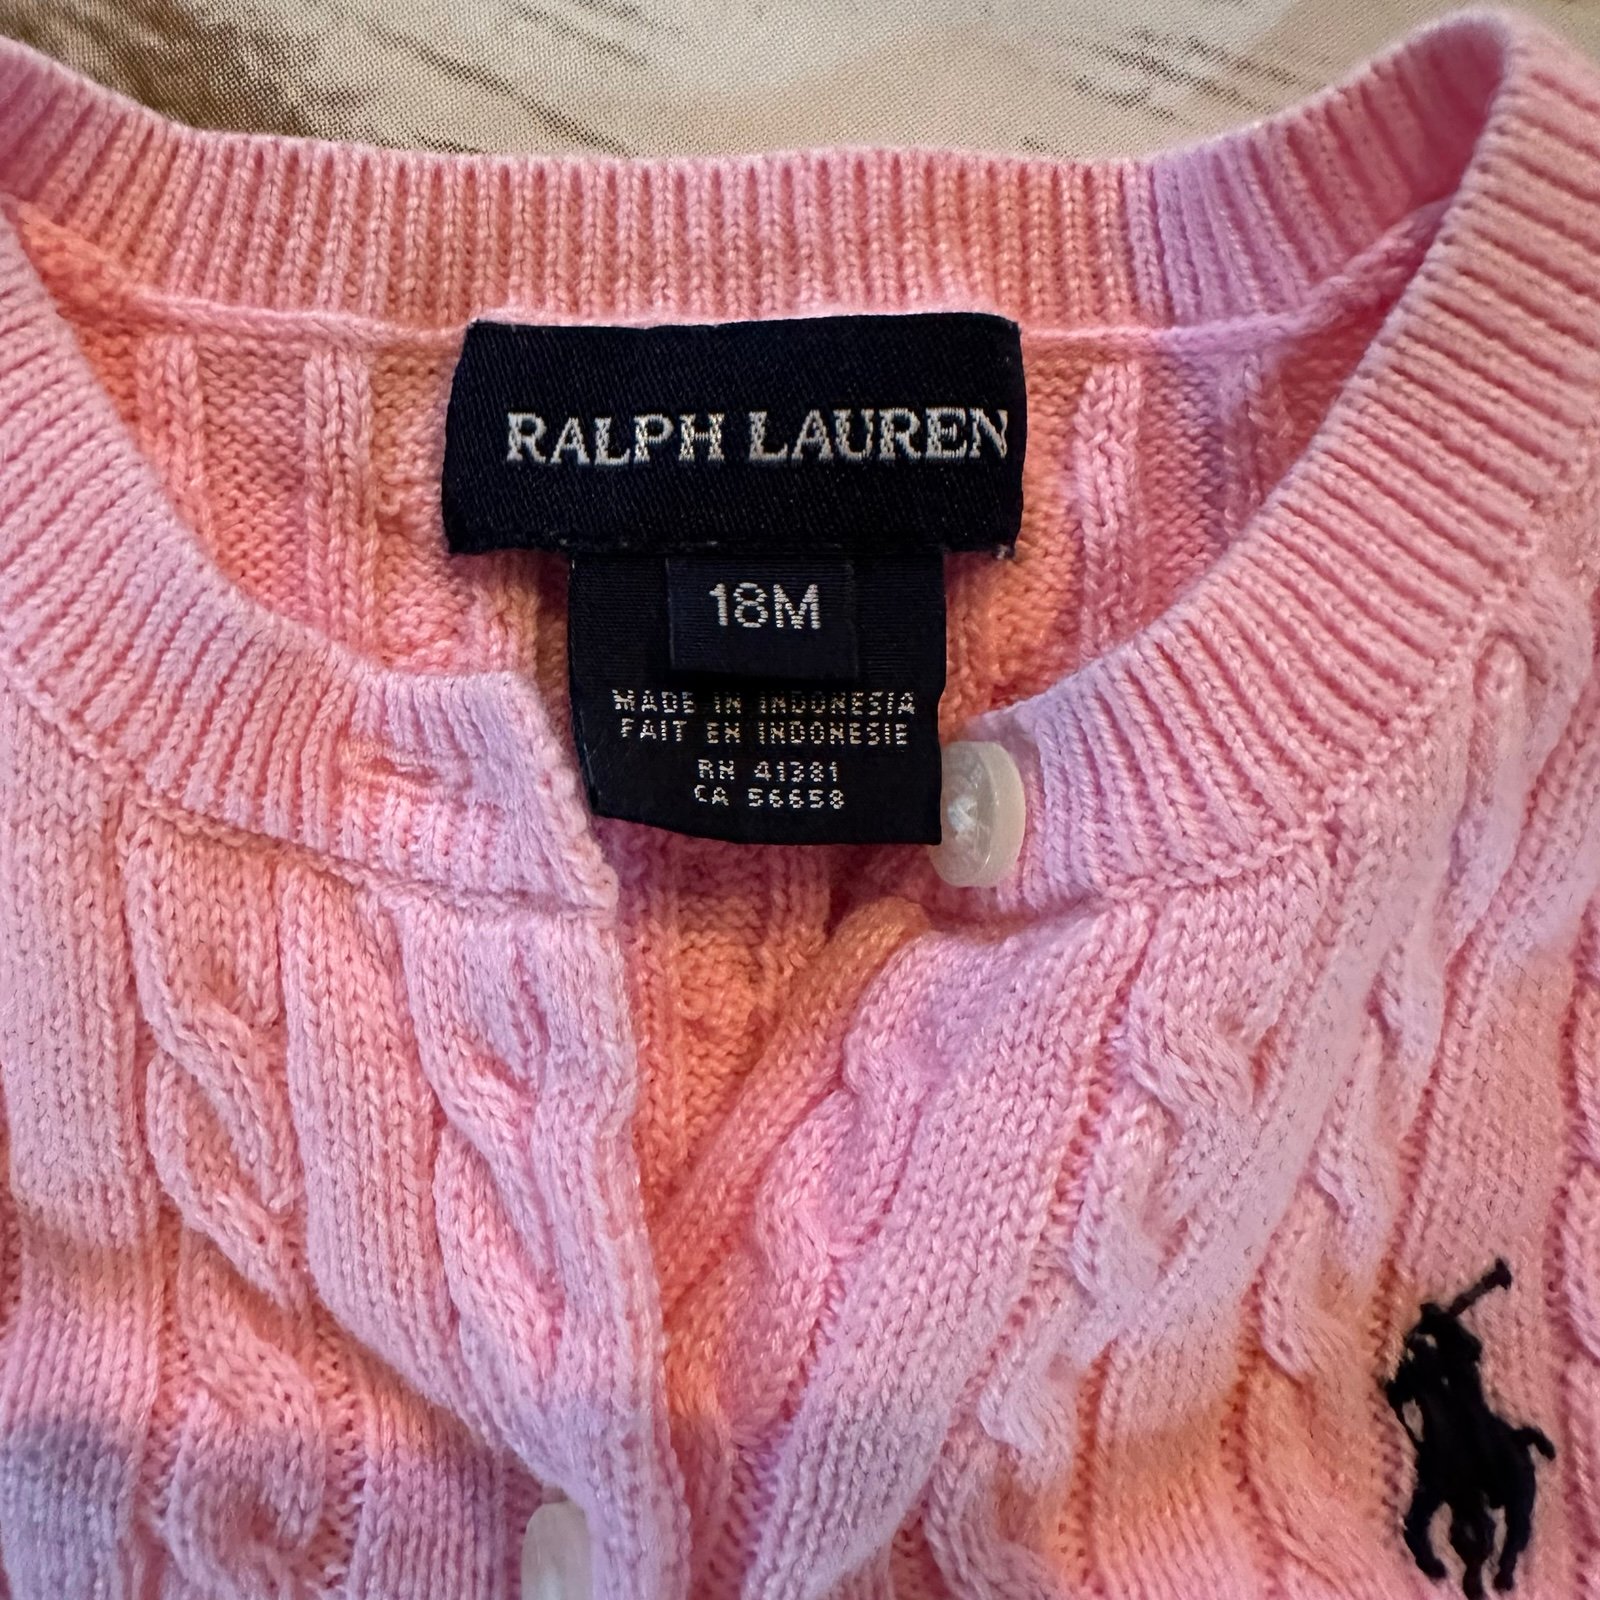 RALPH LAUREN
18M
MADE IN INDONESIA
FAIT EN INDONESIE
RN 41381
CA 56658